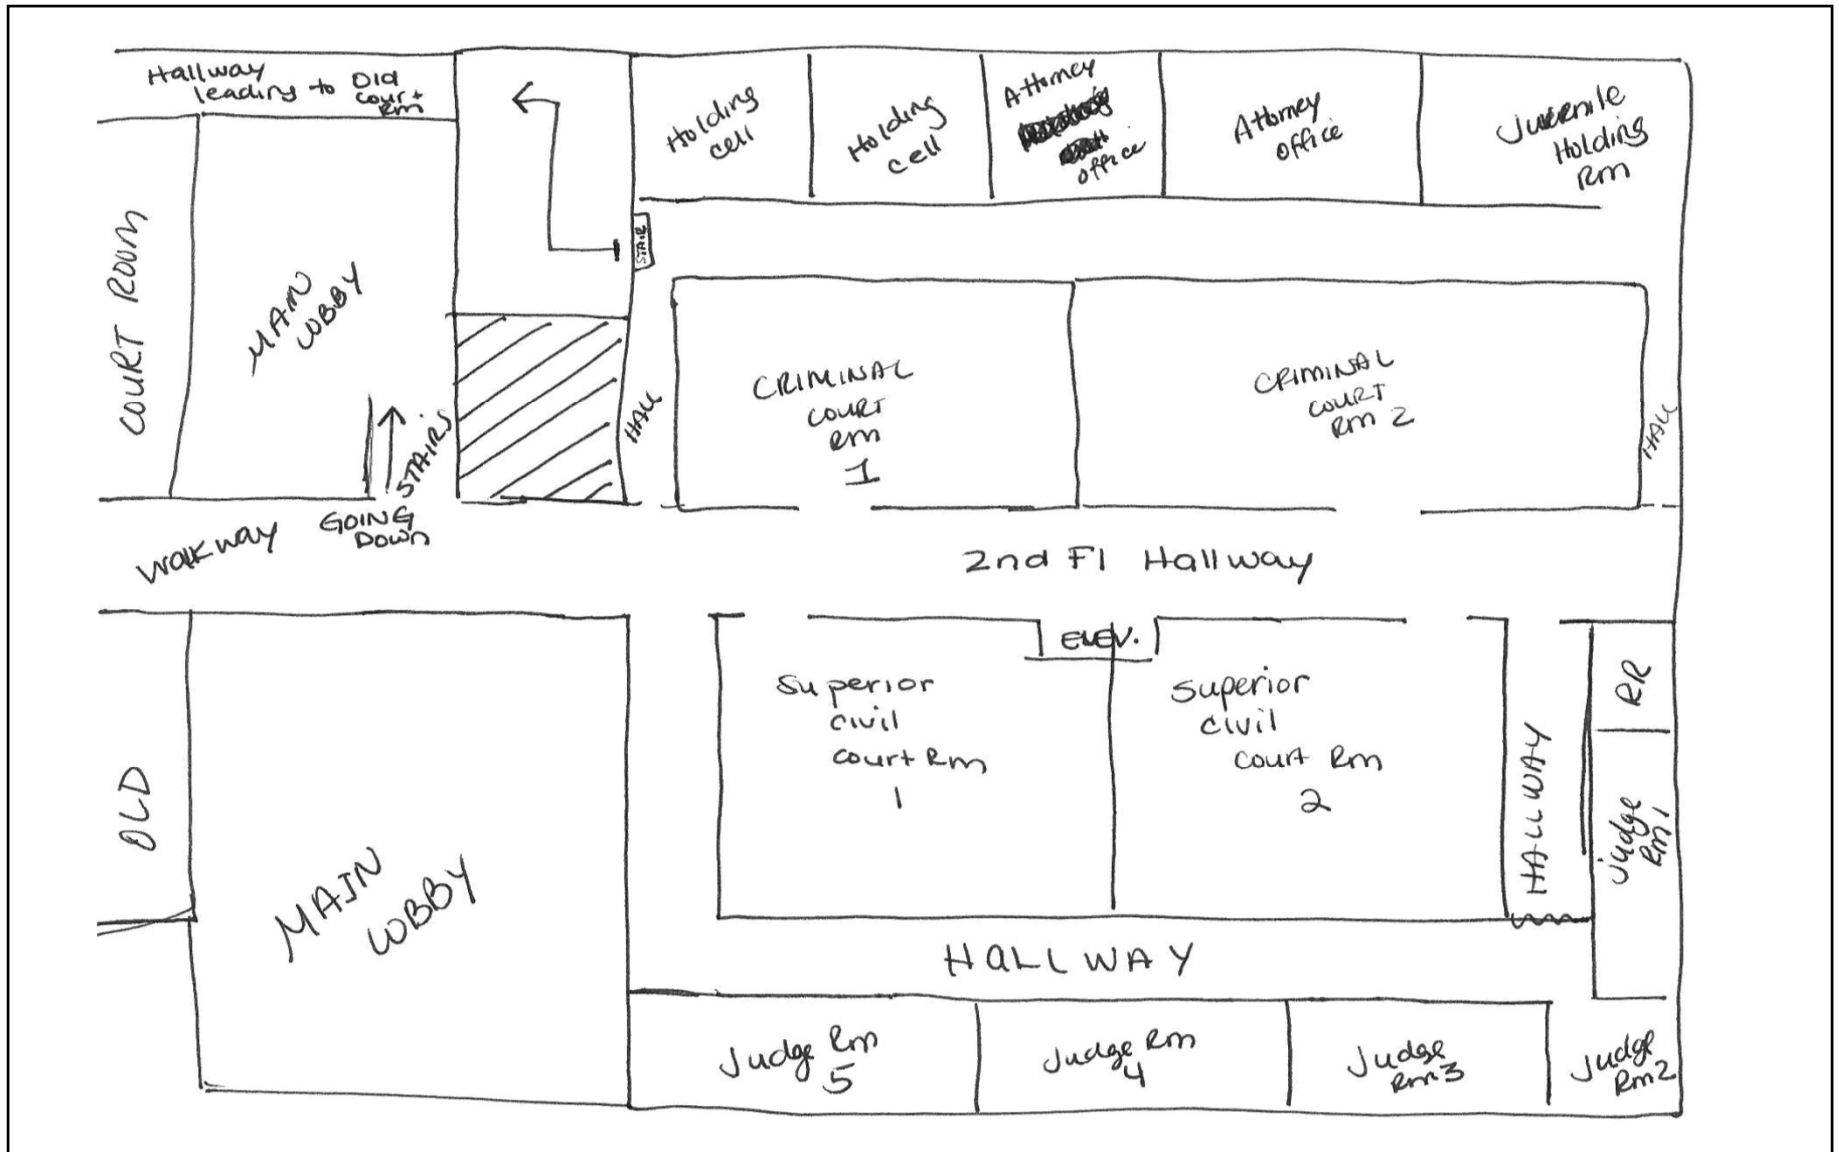 Hallway
leading to Old
court
Rm
Holding
cell
Holding
cell
Attorney
office
Attorney
office
Juvenile
Holding
Rm
STAIR
COURT ROOM
MAIN
LOBBY
STAIRS
HALL
CRIMINAL
COURT
Rm
1
CRIMINAL
COURT
Rm 2
HALL
Walkway
GOING
DOWN
2nd Fl Hallway
ELEV.
OLD
MAIN
LOBBY
Superior
civil
court Rm
1
Superior
civil
court Rm
2
HALLWAY
RR
Judge
Rm 1
HALLWAY
Judge Rm
5
Judge Rm
4
Judge
Rm 3
Judge
Rm 2